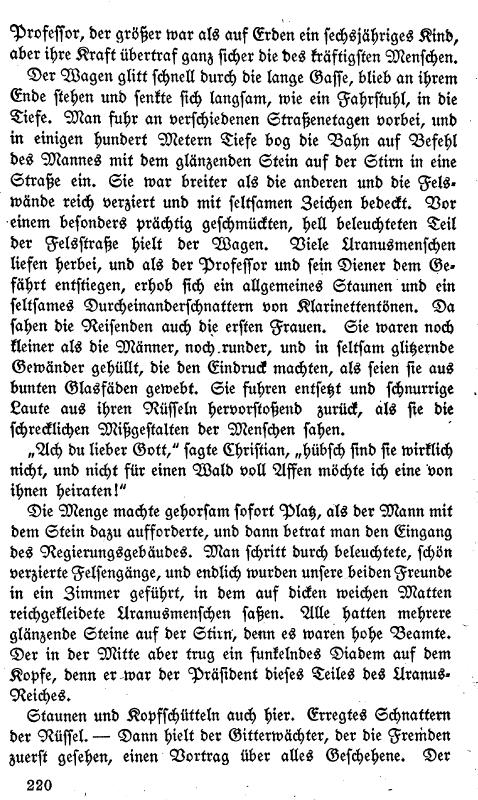 Professor, der größer war als auf Erden ein sechsjähriges Kind,
aber ihre Kraft übertraf ganz sicher die des kräftigsten Menschen.
Der Wagen glitt schnell durch die lange Gasse, blieb an ihrem
Ende stehen und senkte sich langsam, wie ein Fahrstuhl, in die
Tiefe. Man fuhr an verschiedenen Straßenetagen vorbei, und
in einigen hundert Metern Tiefe bog die Bahn auf Befehl
des Mannes mit dem glänzenden Stein auf der Stirn in eine
Straße ein. Sie war breiter als die anderen und die Fels-
wände reich verziert und mit seltsamen Zeichen bedeckt. Vor
einem besonders prächtig geschmückten, hell beleuchteten Teil
der Felsstraße hielt der Wagen. Viele Uranusmenschen
liefen herbei, und als der Professor und sein Diener dem Ge-
fährt entstiegen, erhob sich ein allgemeines Staunen und ein
seltsames Durcheinanderschnattern von Klarinettentönen. Da
sahen die Reisenden auch die ersten Frauen. Sie waren noch
kleiner als die Männer, noch runder, und in seltsam glitzernde
Gewänder gehüllt, die den Eindruck machten, als seien sie aus
bunten Glasfäden gewebt. Sie fuhren entsetzt und schnurrige
Laute aus ihren Rüsseln hervorstoßend zurück, als sie die
schrecklichen Mißgestalten der Menschen sahen.
„Ach du lieber Gott,“ sagte Christian, „hübsch sind sie wirklich
nicht, und nicht für einen Wald voll Affen möchte ich eine von
ihnen heiraten!“
Die Menge machte gehorsam sofort Platz, als der Mann mit
dem Stein dazu aufforderte, und dann betrat man den Eingang
des Regierungsgebäudes. Man schritt durch beleuchtete, schön
verzierte Felsengänge, und endlich wurden unsere beiden Freunde
in ein Zimmer geführt, in dem auf dicken weichen Matten
reichgekleidete Uranusmenschen saßen. Alle hatten mehrere
glänzende Steine auf der Stirn, denn es waren hohe Beamte.
Der in der Mitte aber trug ein funkelndes Diadem auf dem
Kopfe, denn er war der Präsident dieses Teiles des Uranus-
Reiches.
Staunen und Kopfschütteln auch hier. Erregtes Schnattern
der Rüssel. — Dann hielt der Gitterwächter, der die Fremden
zuerst gesehen, einen Vortrag über alles Geschehene. Der
220